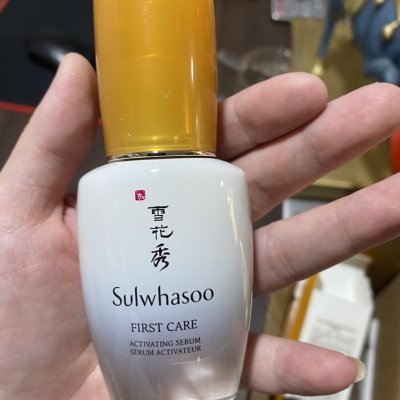 雪花秀
Sulwhasoo
FIRST CARE
ACTIVATING SERUM
SÉRUM ACTIVATEUR